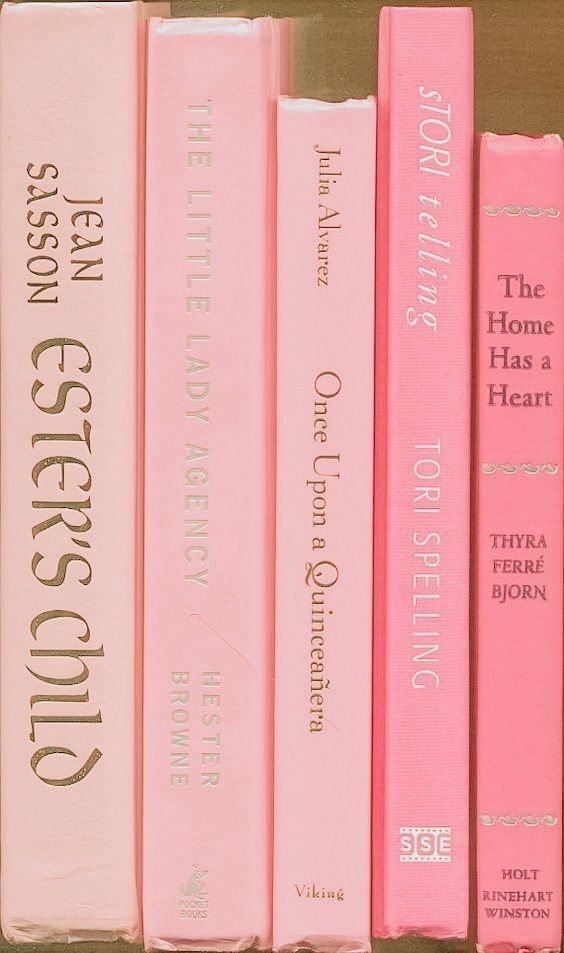 JEAN
SASSON
ESTER'S CHILD
THE LITTLE LADY AGENCY
HESTER
BROWNE
POCKET
BOOKS
Julia Alvarez
Once Upon a Quinceañera
Viking
sTORI telling
TORI SPELLING
SSE
The
Home
Has a
Heart
THYRA
FERRÉ
BJORN
HOLT
RINEHART
WINSTON